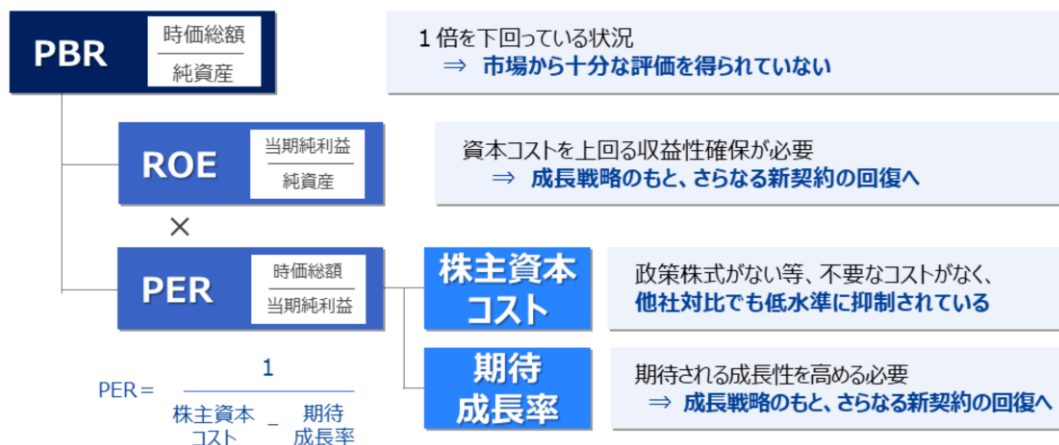 PBR
時価総額
純資産
1倍を下回っている状況
⇒ 市場から十分な評価を得られていない
ROE
当期純利益
純資産
資本コストを上回る収益性確保が必要
⇒ 成長戦略のもと、さらなる新契約の回復へ
×
PER
時価総額
当期純利益
株主資本
コスト
政策株式がない等、不要なコストがなく、
他社対比でも低水準に抑制されている
期待
成長率
期待される成長性を高める必要
⇒ 成長戦略のもと、さらなる新契約の回復へ
PER=
1
株主資本
コスト
−
期待
成長率